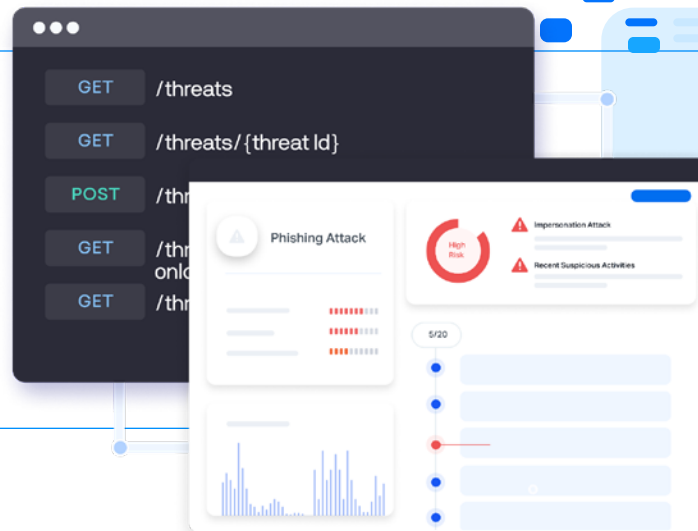 GET /threats
GET /threats/{threat Id}
POST /thr
GET /thr
onlo
GET /thr
Phishing Attack
High
Risk
Impersonation Attack
Recent Suspicious Activities
5/20